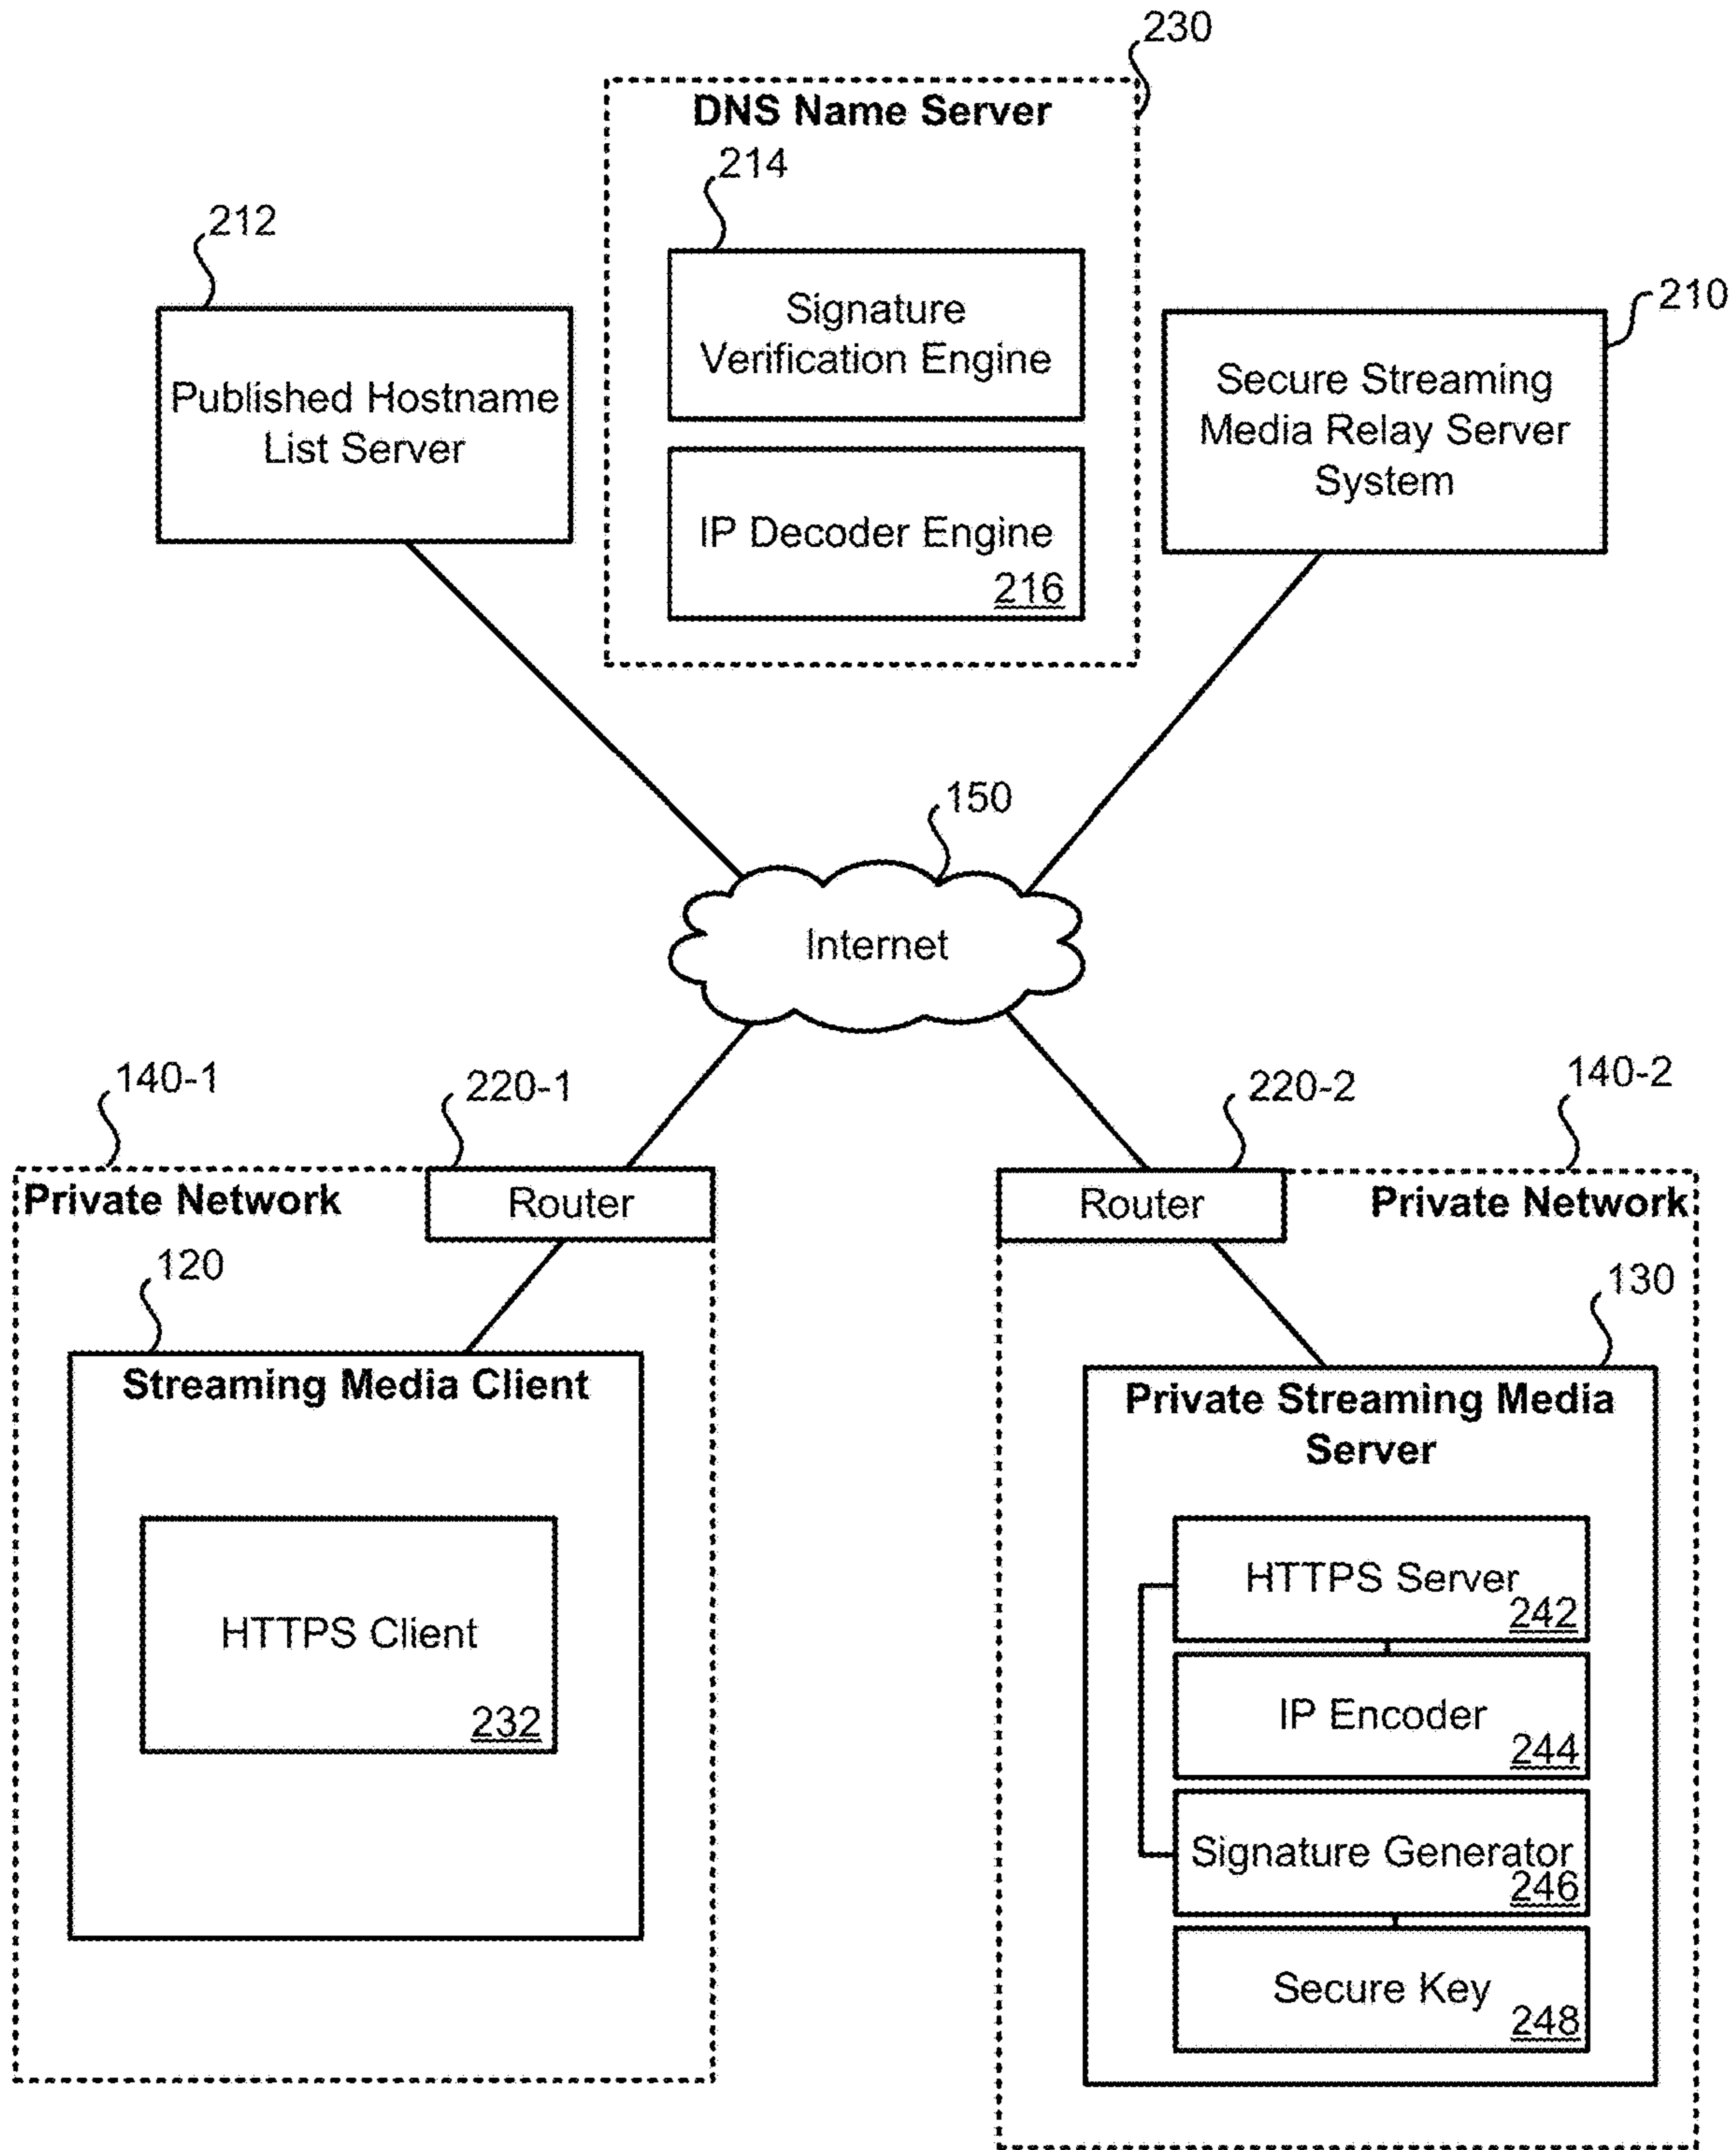 230
DNS Name Server
214
212
Signature
Verification Engine
210
Published Hostname
List Server
Secure Streaming
Media Relay Server
System
IP Decoder Engine
216
150
Internet
140-1
220-1
220-2
140-2
Private Network
Router
Router
Private Network
120
130
Streaming Media Client
Private Streaming Media
Server
HTTPS Client
232
HTTPS Server
242
IP Encoder
244
Signature Generator
246
Secure Key
248